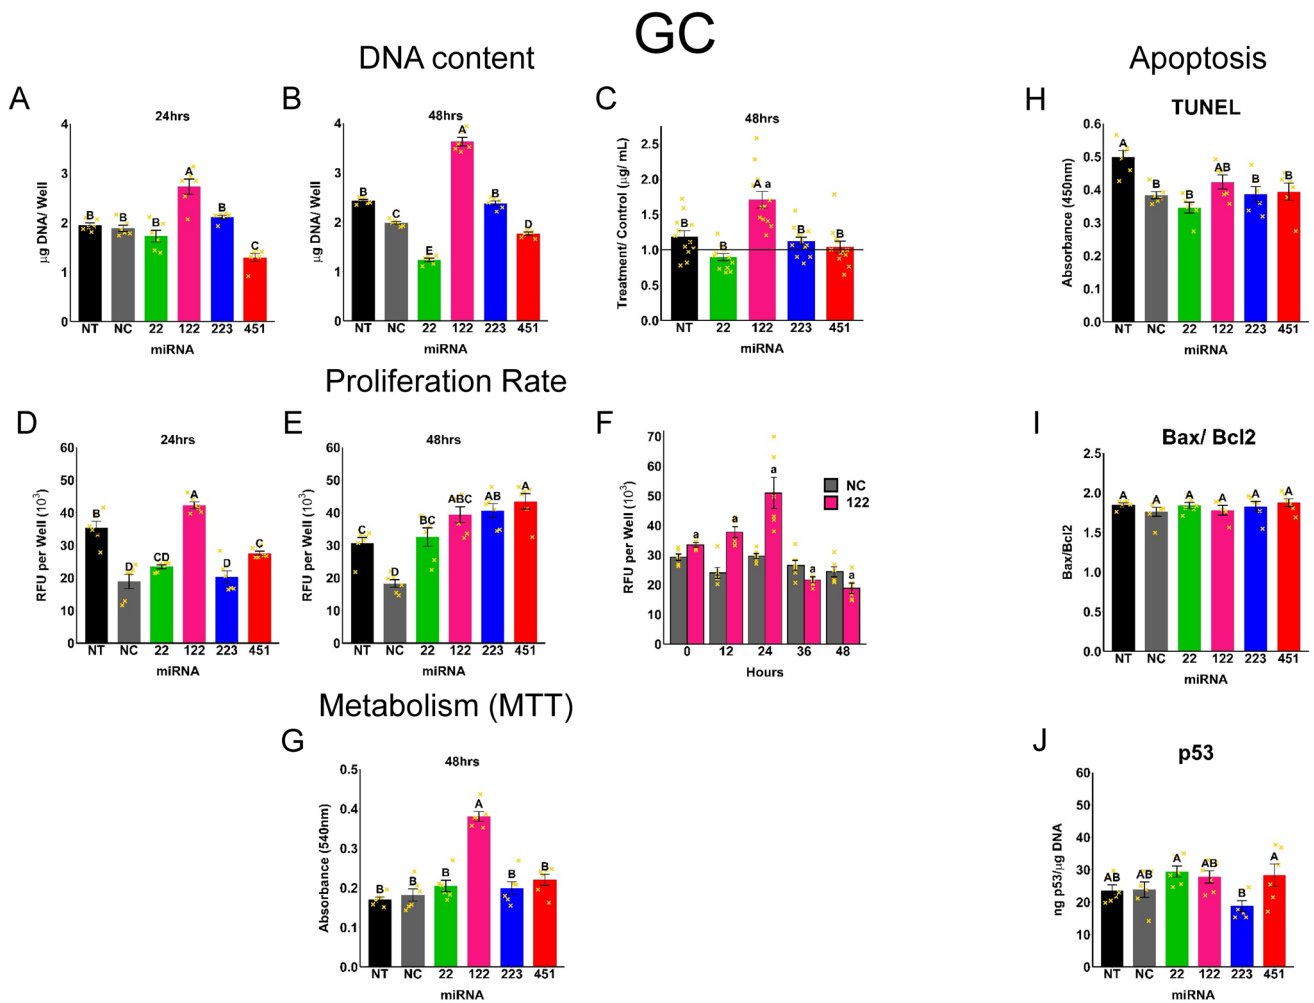 GC
DNA content
Apoptosis
A
24hrs
µg DNA/ Well
4
3
2
1
0
B
B
B
A
B
C
NT
NC
22
122
223
451
miRNA
B
48hrs
µg DNA/ Well
4
3
2
1
0
B
C
E
A
B
D
NT
NC
22
122
223
451
miRNA
C
48hrs
Treatment/ Control (µg/ mL)
2.5
2.0
1.5
1.0
0.5
0.0
B
B
A a
B
B
NT
22
122
223
451
miRNA
H
TUNEL
Absorbance (450nm)
0.6
0.5
0.4
0.3
0.2
0.1
0.0
A
B
B
AB
B
B
NT
NC
22
122
223
451
miRNA
Proliferation Rate
D
24hrs
RFU per Well (10³)
60
50
40
30
20
10
0
B
D
CD
A
D
C
NT
NC
22
122
223
451
miRNA
E
48hrs
RFU per Well (10³)
60
50
40
30
20
10
0
C
D
BC
ABC
AB
A
NT
NC
22
122
223
451
miRNA
F
RFU per Well (10³)
70
60
50
40
30
20
10
0
a
a
a
a
a
NC
122
0
12
24
36
48
Hours
I
Bax/ Bcl2
Bax/Bcl2
2.5
2.0
1.5
1.0
0.5
0.0
A
A
A
A
A
A
NT
NC
22
122
223
451
miRNA
Metabolism (MTT)
G
48hrs
Absorbance (540nm)
0.5
0.4
0.3
0.2
0.1
0.0
B
B
B
A
B
B
NT
NC
22
122
223
451
miRNA
J
p53
ng p53/µg DNA
60
50
40
30
20
10
0
AB
AB
A
AB
B
A
NT
NC
22
122
223
451
miRNA